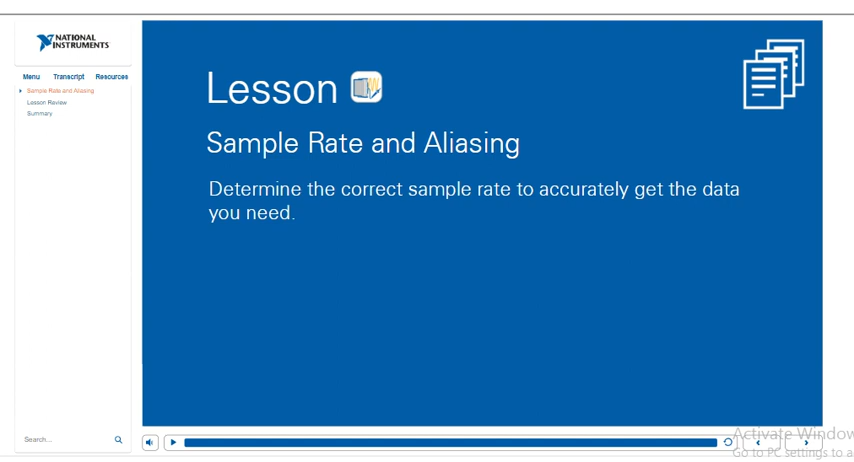 NATIONAL
INSTRUMENTS
Menu Transcript Resources
Sample Rate and Aliasing
Lesson Review
Summary
Lesson
Sample Rate and Aliasing
Determine the correct sample rate to accurately get the data
you need.
Search...
Activate Window
Go to PC settings to a